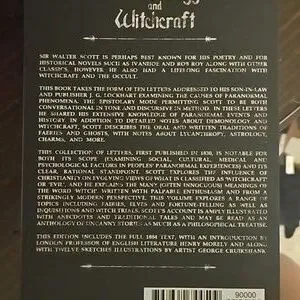 and
Witchcraft
SIR WALTER SCOTT IS PERHAPS BEST KNOWN FOR HIS POETRY AND FOR
HISTORICAL NOVELS SUCH AS IVANHOE AND ROB ROY ALONG WITH OTHER
CLASSICS, HOWEVER HE ALSO HAD A LIFELONG FASCINATION WITH
WITCHCRAFT AND THE OCCULT.
THIS BOOK TAKES THE FORM OF TEN LETTERS ADDRESSED TO HIS SON-IN-LAW
AND PUBLISHER J. G. LOCKHART EXAMINING THE CAUSES OF PARANORMAL
PHENOMENA. THE EPISTOLARY MODE PERMITTING SCOTT TO BE BOTH
CONVERSATIONAL IN TONE AND DISCURSIVE IN METHOD. IN THESE LETTERS
HE SHARED HIS EXTENSIVE KNOWLEDGE OF PARANORMAL EVENTS AND
HISTORY. IN ADDITION TO DETAILED NOTES ABOUT DEMONOLOGY AND
WITCHCRAFT, SCOTT DESCRIBES THE ORAL AND WRITTEN TRADITIONS OF
FAERIES AND GHOSTS, WITH NOTES ABOUT LYCANTHROPY, ASTROLOGY,
CHARMS, AND MORE.
THIS COLLECTION OF LETTERS, FIRST PUBLISHED IN 1830, IS NOTABLE FOR
BOTH ITS SCOPE (EXAMINING SOCIAL, CULTURAL, MEDICAL AND
PSYCHOLOGICAL FACTORS IN PEOPLES' PARANORMAL EXPERIENCES) AND ITS
CLEAR, RATIONAL STANDPOINT. SCOTT EXPLORES THE INFLUENCE OF
CHRISTIANITY ON EVOLVING VIEWS OF WHAT IS CLASSIFIED AS 'WITCHCRAFT'
OR 'EVIL', AND HE EXPLAINS THE MANY (OFTEN INNOCUOUS) MEANINGS OF
THE WORD 'WITCH'. WRITTEN WITH PALPABLE ENTHUSIASM AND FROM A
STRIKINGLY MODERN PERSPECTIVE, THIS VOLUME EXPLORES A RANGE OF
TOPICS INCLUDING FAIRIES, ELVES AND FORTUNE-TELLING AS WELL AS
INQUISITIONS AND WITCH TRIALS. SCOTT'S ACCOUNT IS AMPLY ILLUSTRATED
WITH ANECDOTES AND TRADITIONAL TALES AND MAY BE READ AS AN
ANTHOLOGY OF UNCANNY STORIES AS MUCH AS A PHILOSOPHICAL TREATISE.
THIS EDITION INCLUDES THE FULL 1884 TEXT WITH AN INTRODUCTION BY
LONDON PROFESSOR OF ENGLISH LITERATURE HENRY MORELY AND ALONG
WITH TWELVE SKETCHES ILLUSTRATIONS BY ARTIST GEORGE CRUIKSHANK
90000